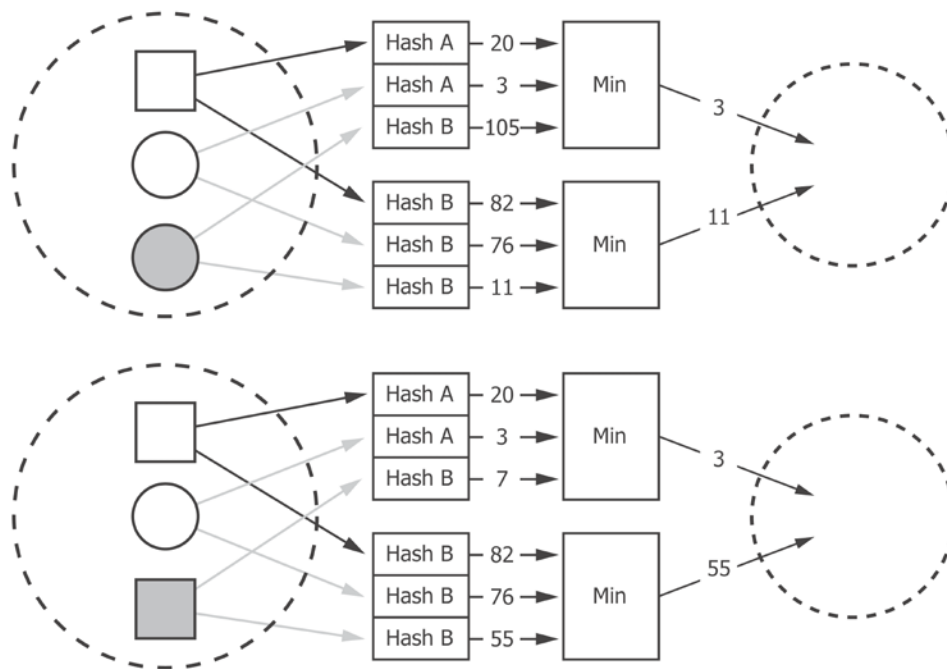 Hash A 20
Hash A 3 Min
Hash B 105
3
Hash B 82
Hash B 76 Min
Hash B 11
11
Hash A 20
Hash A 3 Min
Hash B 7
3
Hash B 82
Hash B 76 Min
Hash B 55
55